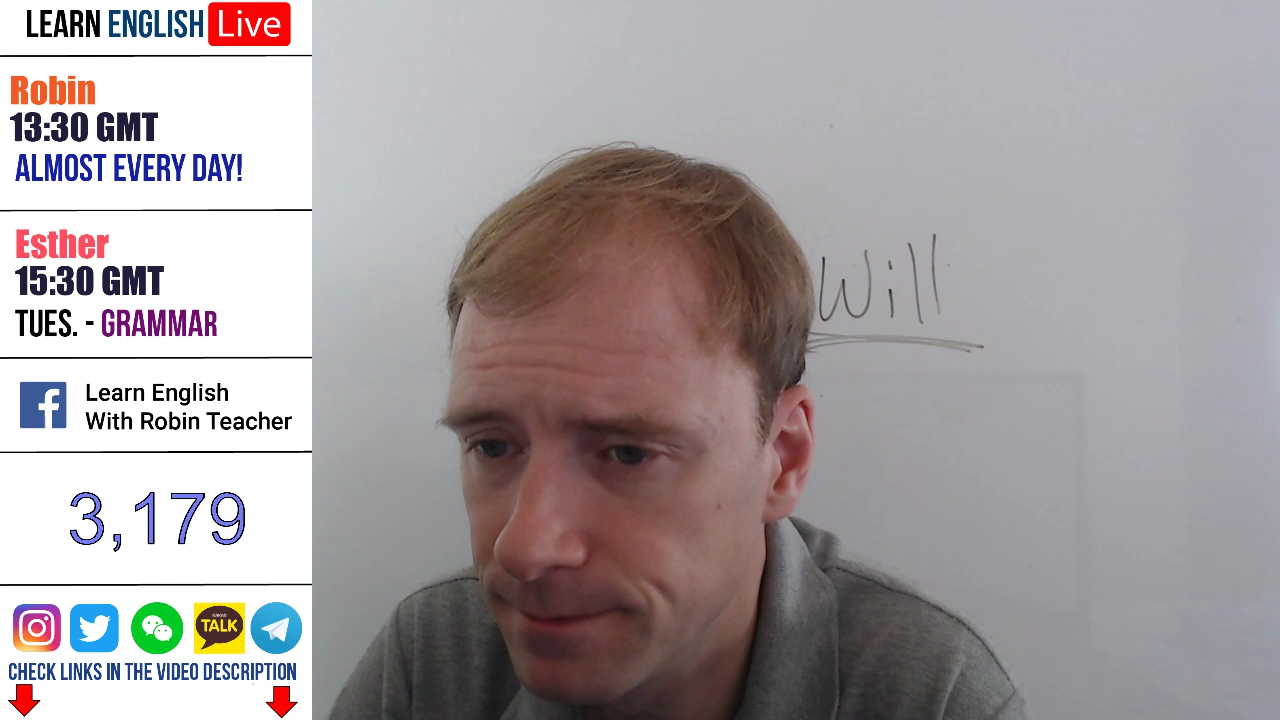 LEARN ENGLISH Live
Robin
13:30 GMT
ALMOST EVERY DAY!
Esther
15:30 GMT
TUES. - GRAMMAR
Learn English
With Robin Teacher
3,179
TALK
CHECK LINKS IN THE VIDEO DESCRIPTION
Will